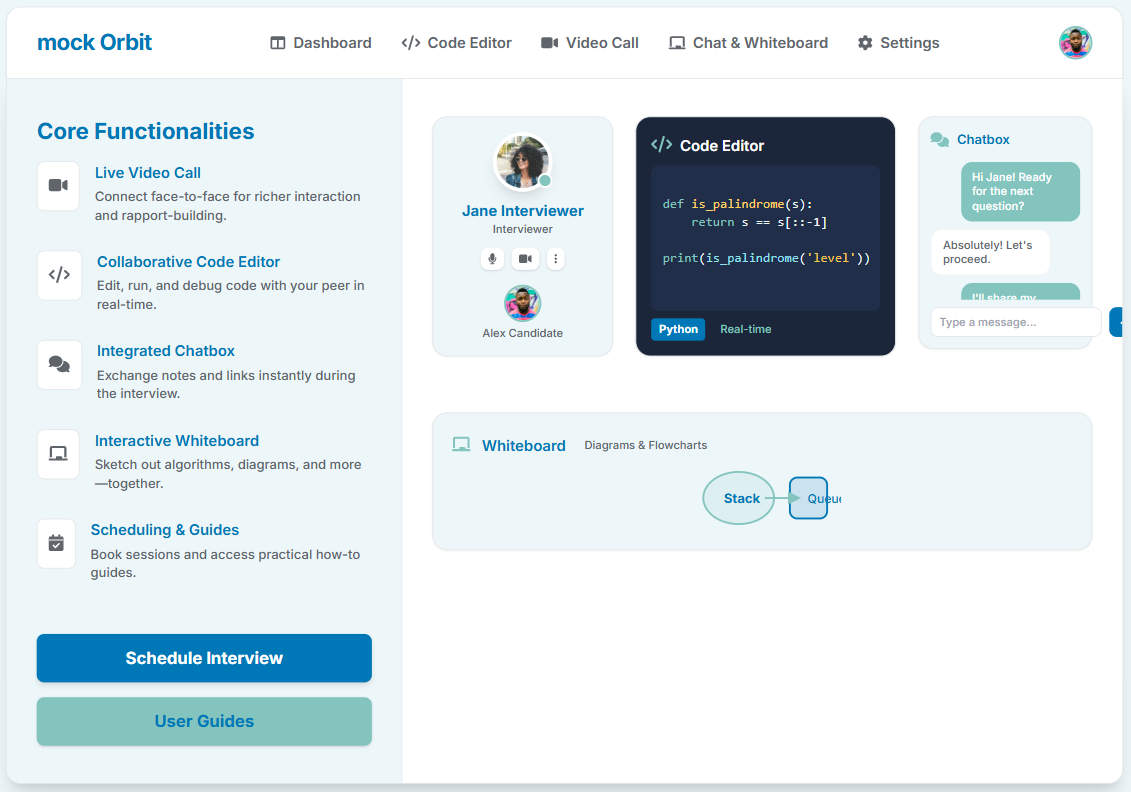 mock Orbit
Dashboard
Code Editor
Video Call
Chat & Whiteboard
Settings
Core Functionalities
Live Video Call
Connect face-to-face for richer interaction
and rapport-building.
Collaborative Code Editor
Edit, run, and debug code with your peer in
real-time.
Integrated Chatbox
Exchange notes and links instantly during
the interview.
Interactive Whiteboard
Sketch out algorithms, diagrams, and more
—together.
Scheduling & Guides
Book sessions and access practical how-to
guides.
Schedule Interview
User Guides
Jane Interviewer
Interviewer
Alex Candidate
Code Editor
def is_palindrome(s):
    return s == s[::-1]
print(is_palindrome('level'))
Python
Real-time
Chatbox
Hi Jane! Ready
for the next
question?
Absolutely! Let's
proceed.
I'll share my
Type a message...
Whiteboard
Diagrams & Flowcharts
Stack
Queue